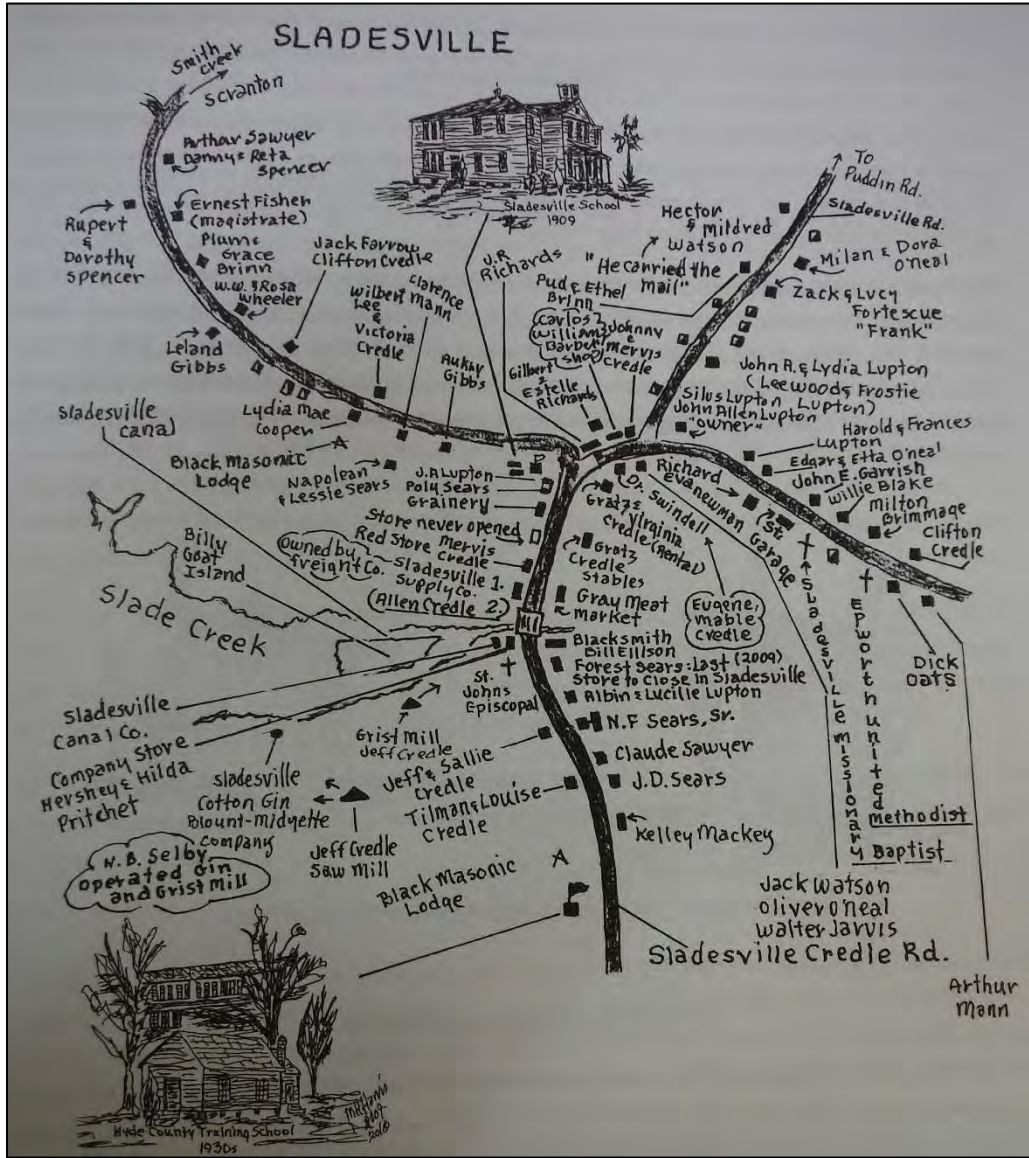 SLADESVILLE
Smith
Creek
Scranton
Arthur Sawyer
Danny & Reta
Spencer
Rupert
&
Dorothy
Spencer
Ernest Fisher
(magistrate)
Plum &
Grace
Brinn
W.W. & Rosa
Wheeler
Jack Farrow
Clifton Credle
Leland
Gibbs
Wilbert
Lee
&
Victoria
Credle
Clarence
Mann
Lydia Mae
Cooper
Aukky
Gibbs
Sladesville School
1909
J.R.
Richards
Pud & Ethel
Brinn
Carlos
Williams
Barber
Shop
Johnny
&
Mervis
Credle
Gilbert
&
Estelle
Richards
Hector
& Mildred
Watson
"He carried the
mail"
To
Puddin Rd.
Sladesville Rd.
Milan & Dora
O'neal
Zack & Lucy
Fortescue
"Frank"
John R. & Lydia Lupton
(Leewood & Frostie
Lupton)
Silus Lupton
John Allen Lupton
"owner"
Harold & Frances
Lupton
Edgar & Etta O'neal
John E. Garrish
Willie Blake
Milton
Brimmage
Clifton
Credle
Sladesville
Canal
Black Masonic
Lodge
Napolean
& Lessie Sears
J.A Lupton
Poly Sears
Grainery
Store never opened
Mervis
Red Store Credle
Owned by
freight Co.
Sladesville 1.
Supply Co.
(Allen Credle 2.)
Richard
Eva newman
Garage
Dr. Swindell
Gratz &
Virginia
Credle (Rental)
Gratz
Credle
Stables
Gray Meat
market
Eugene,
mable
Credle
St.
Sladesville missionary
Baptist
Epworth united
methodist
Dick
Oats
Billy
Goat
Island
Slade Creek
Blacksmith
Bill Ellison
Forest Sears: Last (2009)
Store to Close in Sladesville
St.
Johns
Episcopal
Albin & Lucilie Lupton
N.F Sears, Sr.
Sladesville
Canal Co.
Company Store
Hershey & Hilda
Pritchet
Grist Mill
Jeff Credle
Jeff & Sallie
Credle
Claude Sawyer
J.D. Sears
Tilman & Louise
Credle
Kelley Mackey
Sladesville
Cotton Gin
Blount-Midyette
Company
N.B. Selby
operated Gin
and Grist Mill
Jeff Credle
Saw Mill
Black Masonic
Lodge
Jack Watson
Oliver O'neal
Walter Jarvis
Sladesville Credle Rd.
Arthur
Mann
Hyde County Training School
1930s